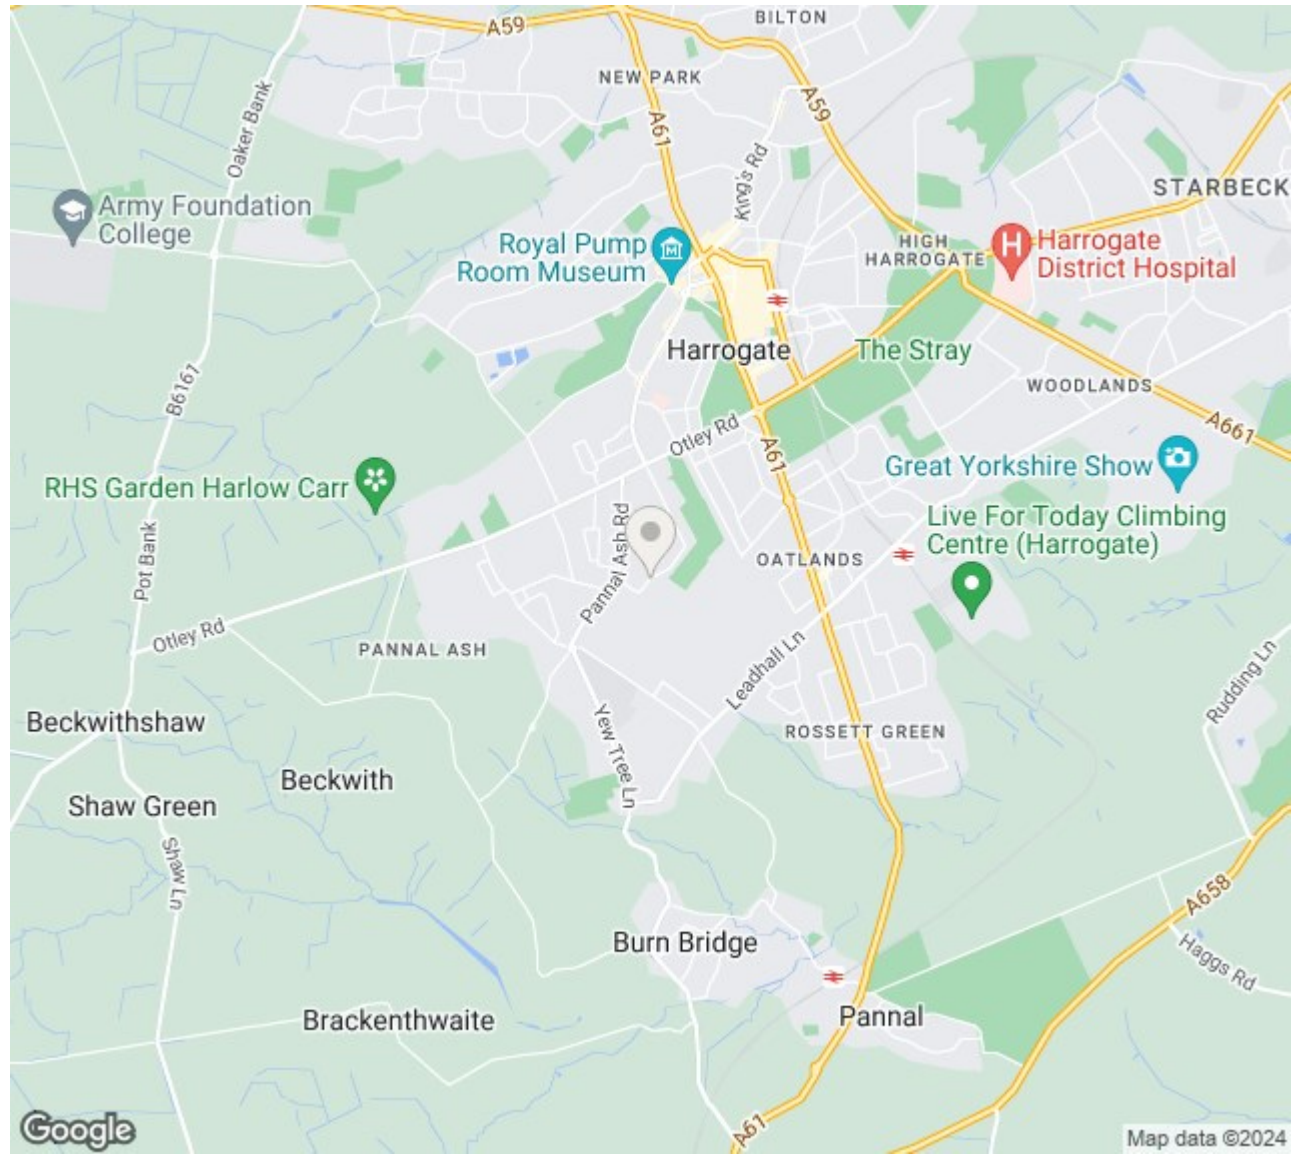 BILTON
A59
NEW PARK
Oaker Bank
A61
A59
King's Rd
STARBECK
Army Foundation
College
Royal Pump
Room Museum
HIGH
HARROGATE
Harrogate
District Hospital
Harrogate
The Stray
B6161
WOODLANDS
Otley Rd
A661
A61
Great Yorkshire Show
RHS Garden Harlow Carr
Pannal Ash Rd
Live For Today Climbing
Centre (Harrogate)
Pot Bank
OATLANDS
Otley Rd
PANNAL ASH
Leadhall Ln
Rudding Ln
Beckwithshaw
Yew Tree Ln
ROSSETT GREEN
Beckwith
Shaw Green
Shaw Ln
A658
Burn Bridge
Haggs Rd
Brackenthwaite
Pannal
A61
Google
Map data ©2024